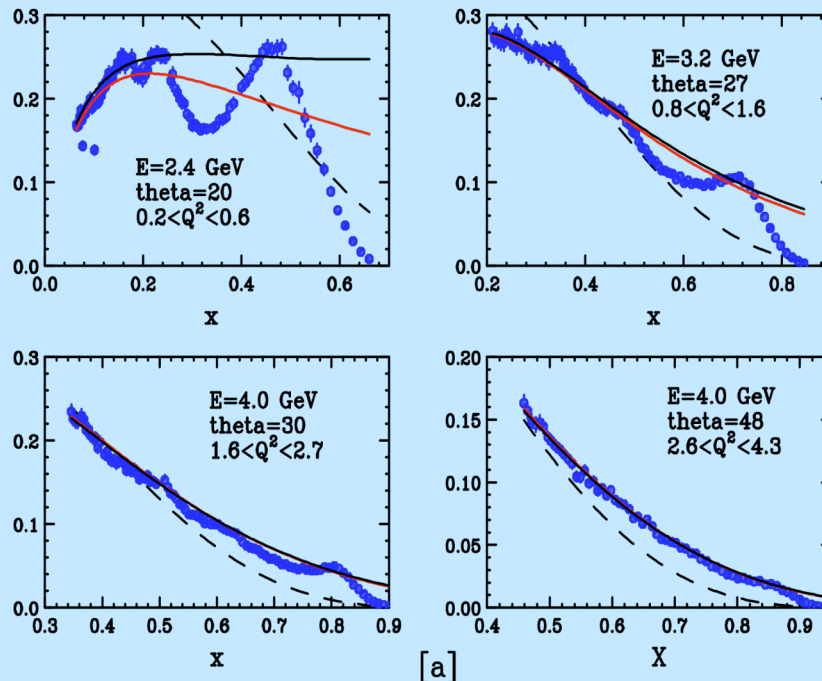 0.3
0.2
0.1
0.0
E=2.4 GeV
theta=20
0.2<Q²<0.6
0.0 0.2 0.4 0.6
x
0.3
0.2
0.1
0.0
E=3.2 GeV
theta=27
0.8<Q²<1.6
0.2 0.4 0.6 0.8
x
0.3
0.2
0.1
0.0
E=4.0 GeV
theta=30
1.6<Q²<2.7
0.3 0.4 0.5 0.6 0.7 0.8 0.9
x
0.20
0.15
0.10
0.05
0.00
E=4.0 GeV
theta=48
2.6<Q²<4.3
0.4 0.5 0.6 0.7 0.8 0.9
X
[a]